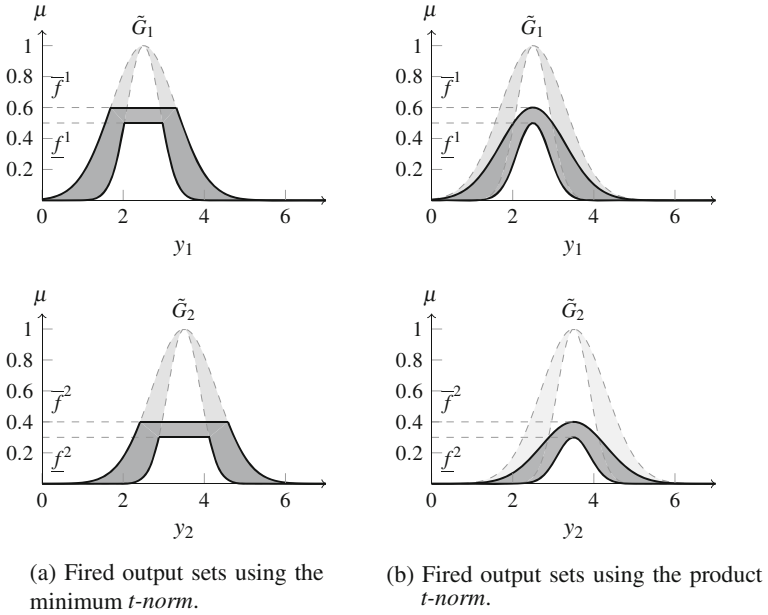 μ
G̃₁
1
0.8
f̅¹
0.6
0.4
f̲¹
0.2
0 2 4 6
y₁
μ
G̃₁
1
0.8
f̅¹
0.6
0.4
f̲¹
0.2
0 2 4 6
y₁
μ
G̃₂
1
0.8
0.6
f̅²
0.4
0.2
f̲²
0 2 4 6
y₂
μ
G̃₂
1
0.8
0.6
f̅²
0.4
0.2
f̲²
0 2 4 6
y₂
(a) Fired output sets using the
minimum t-norm.
(b) Fired output sets using the product
t-norm.